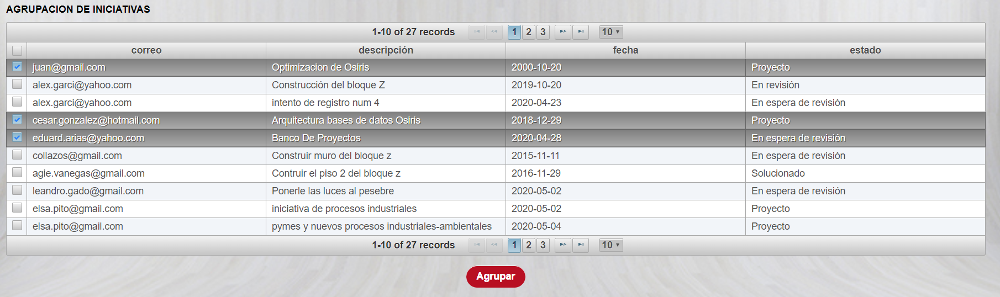 AGRUPACION DE INICIATIVAS
1-10 of 27 records 1 2 3 10
correo descripción fecha estado
juan@gmail.com Optimizacion de Osiris 2000-10-20 Proyecto
alex.garci@yahoo.com Construcción del bloque Z 2019-10-20 En revisión
alex.garci@yahoo.com intento de registro num 4 2020-04-23 En espera de revisión
cesar.gonzalez@hotmail.com Arquitectura bases de datos Osiris 2018-12-29 Proyecto
eduard.arias@yahoo.com Banco De Proyectos 2020-04-28 En espera de revisión
collazos@gmail.com Construir muro del bloque z 2015-11-11 En espera de revisión
agie.vanegas@gmail.com Contruir el piso 2 del bloque z 2016-11-29 Solucionado
leandro.gado@gmail.com Ponerle las luces al pesebre 2020-05-02 En espera de revisión
elsa.pito@gmail.com iniciativa de procesos industriales 2020-05-02 Proyecto
elsa.pito@gmail.com pymes y nuevos procesos industriales-ambientales 2020-05-04 Proyecto
1-10 of 27 records 1 2 3 10
Agrupar